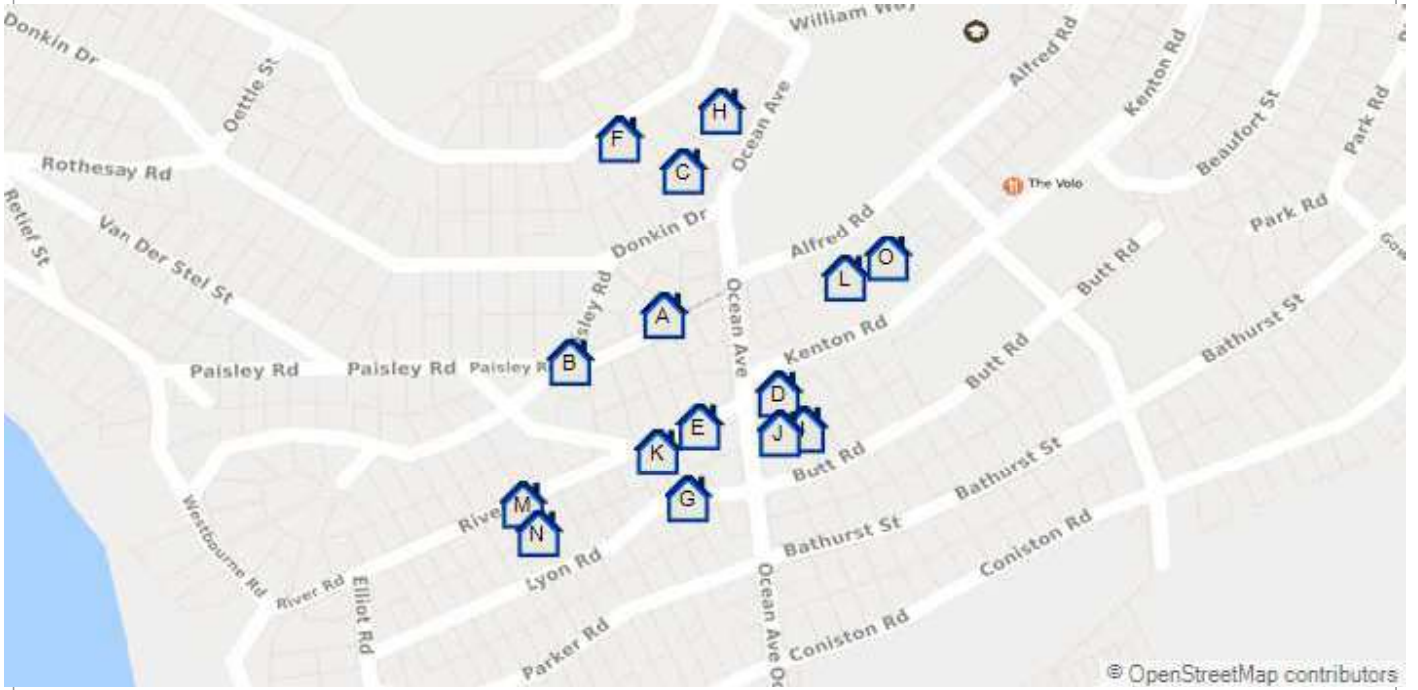 William Way
Donkin Dr
Oettle St
Alfred Rd
Kenton Rd
Ocean Ave
Beaufort St
Park Rd
H
F
C
Rothesay Rd
The Volo
Retief St
Van Der Stel St
Donkin Dr
Alfred Rd
Park Rd
O
L
Butt Rd
Ocean Ave
A
Bathurst St
Kenton Rd
B
Paisley Rd
Paisley Rd
Paisley R
Butt Rd
D
E
J
K
Butt Rd
Bathurst St
G
M
N
Westbourne Rd
River Rd
Elliot Rd
Lyon Rd
Bathurst St
Coniston Rd
Ocean Ave
Parker Rd
Coniston Rd
© OpenStreetMap contributors